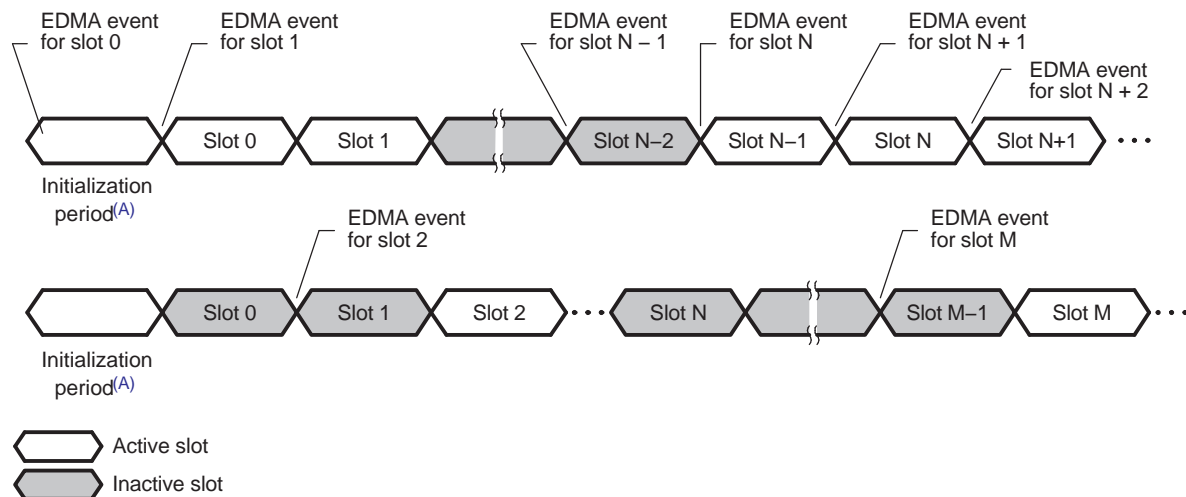 EDMA event
for slot 0
EDMA event
for slot 1
EDMA event
for slot N – 1
EDMA event
for slot N
EDMA event
for slot N + 1
EDMA event
for slot N + 2
Slot 0
Slot 1
Slot N–2
Slot N–1
Slot N
Slot N+1
Initialization
period(A)
EDMA event
for slot 2
EDMA event
for slot M
Slot 0
Slot 1
Slot 2
Slot N
Slot M–1
Slot M
Initialization
period(A)
Active slot
Inactive slot